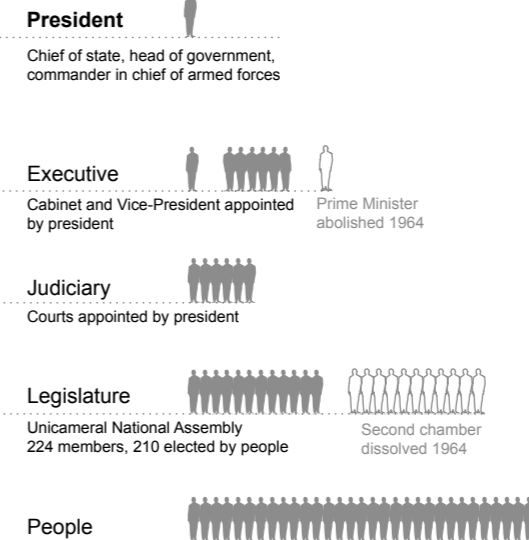 President
Chief of state, head of government,
commander in chief of armed forces
Executive
Cabinet and Vice-President appointed
by president
Prime Minister
abolished 1964
Judiciary
Courts appointed by president
Legislature
Unicameral National Assembly
224 members, 210 elected by people
Second chamber
dissolved 1964
People